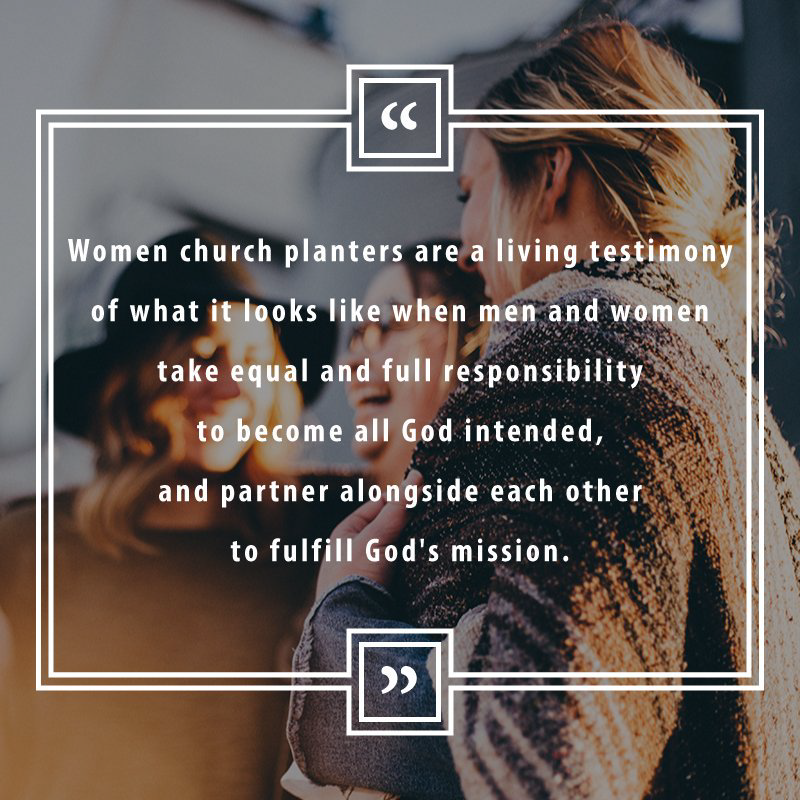 “
Women church planters are a living testimony
of what it looks like when men and women
take equal and full responsibility
to become all God intended,
and partner alongside each other
to fulfill God's mission.
”